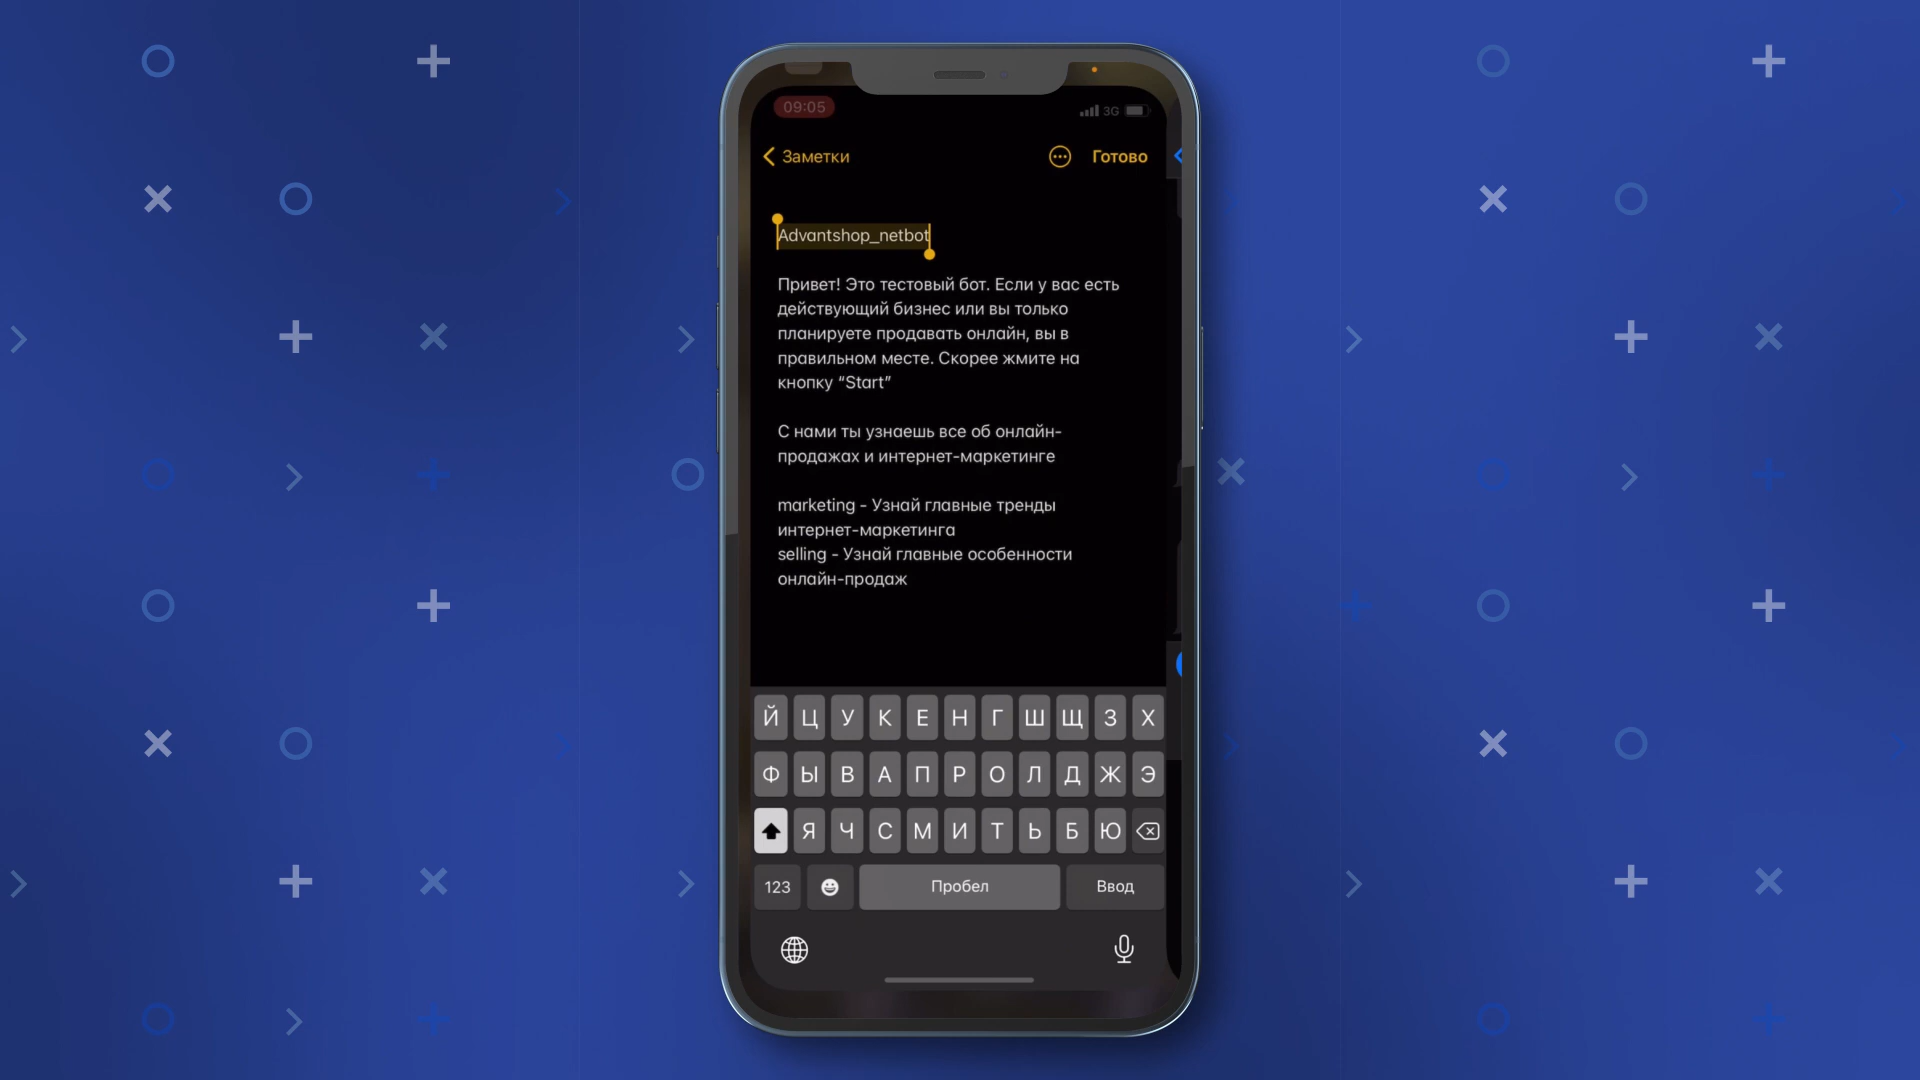 09:05
3G
Заметки
Готово
Advantshop_netbot
Привет! Это тестовый бот. Если у вас есть
действующий бизнес или вы только
планируете продавать онлайн, вы в
правильном месте. Скорее жмите на
кнопку “Start”
С нами ты узнаешь все об онлайн-
продажах и интернет-маркетинге
marketing - Узнай главные тренды
интернет-маркетинга
selling - Узнай главные особенности
онлайн-продаж
Й Ц У К Е Н Г Ш Щ З Х
Ф Ы В А П Р О Л Д Ж Э
Я Ч С М И Т Ь Б Ю
123 Пробел Ввод